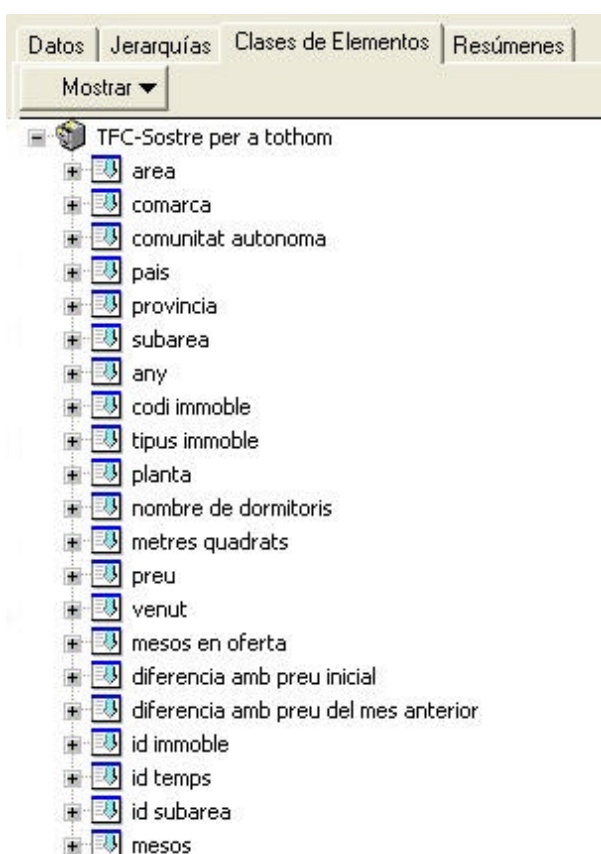 Datos Jerarquías Clases de Elementos Resúmenes
Mostrar
TFC-Sostre per a tothom
area
comarca
comunitat autonoma
pais
provincia
subarea
any
codi immoble
tipus immoble
planta
nombre de dormitoris
metres quadrats
preu
venut
mesos en oferta
diferencia amb preu inicial
diferencia amb preu del mes anterior
id immoble
id temps
id subarea
mesos